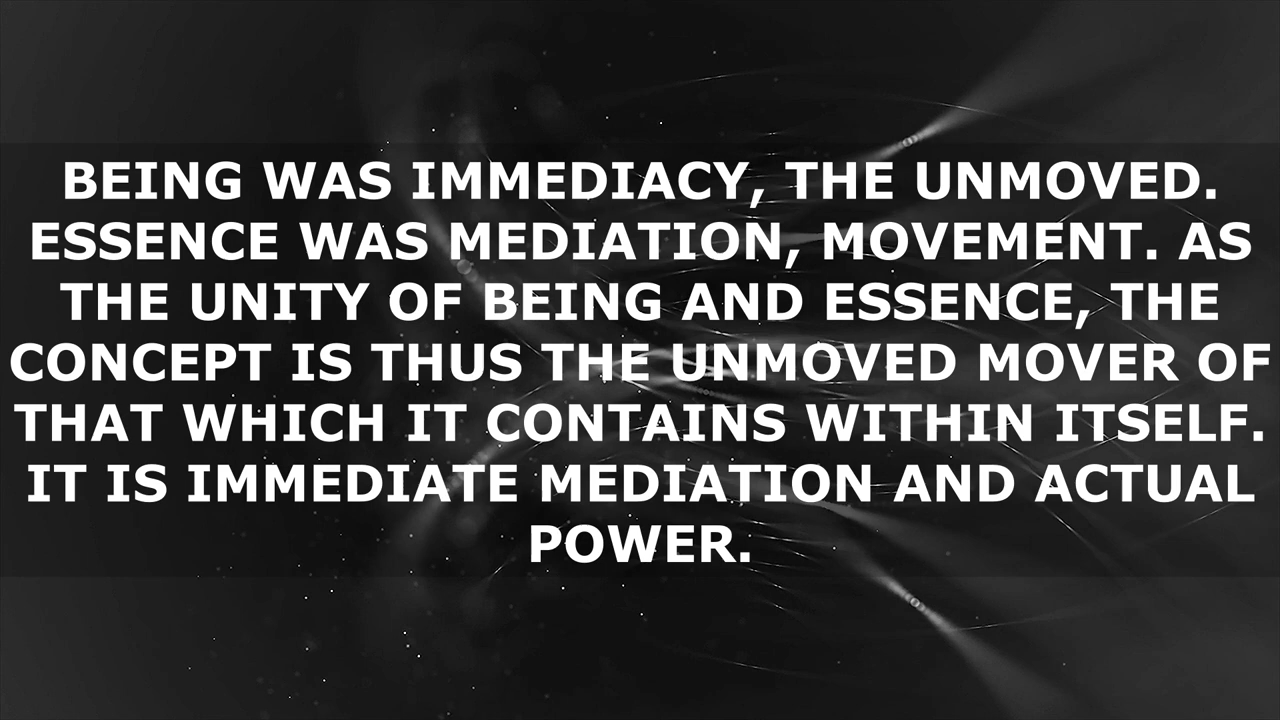 BEING WAS IMMEDIACY, THE UNMOVED.
ESSENCE WAS MEDIATION, MOVEMENT. AS
THE UNITY OF BEING AND ESSENCE, THE
CONCEPT IS THUS THE UNMOVED MOVER OF
THAT WHICH IT CONTAINS WITHIN ITSELF.
IT IS IMMEDIATE MEDIATION AND ACTUAL
POWER.